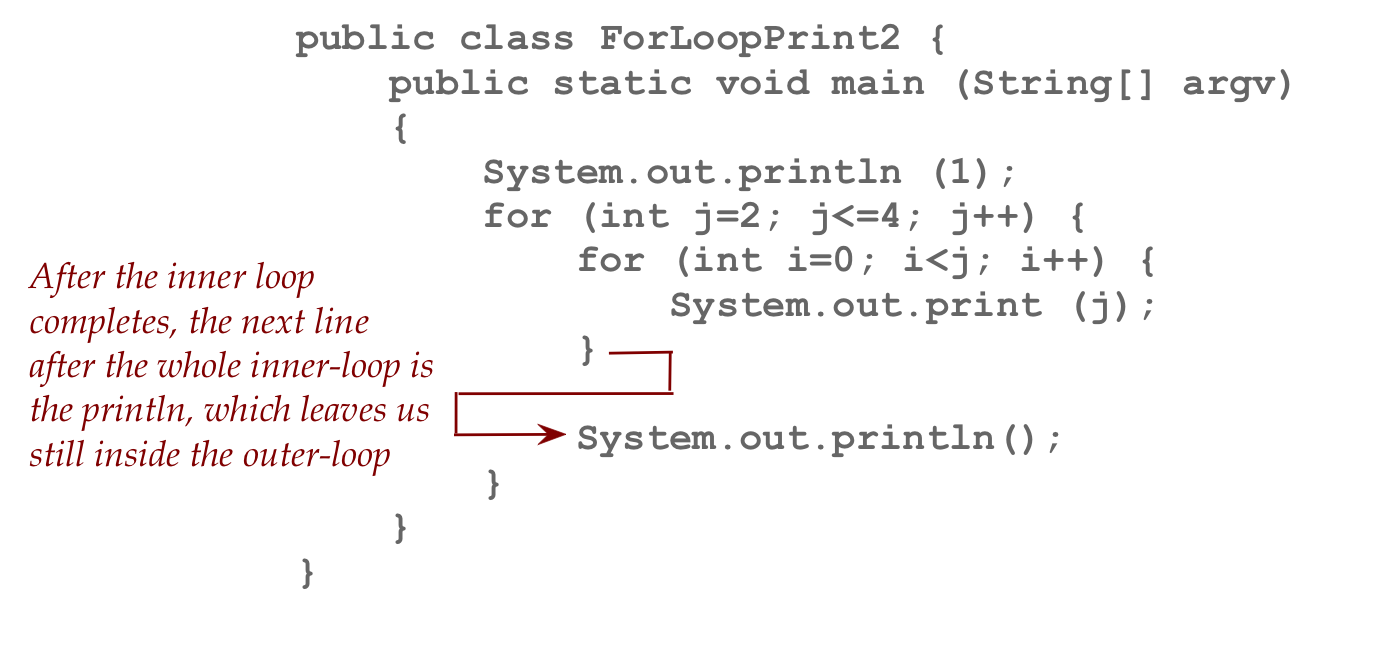 public class ForLoopPrint2 {
public static void main (String[] argv)
{
System.out.println (1);
for (int j=2; j<=4; j++) {
for (int i=0; i<j; i++) {
System.out.print (j);
}
System.out.println();
}
}
}
After the inner loop
completes, the next line
after the whole inner-loop is
the println, which leaves us
still inside the outer-loop